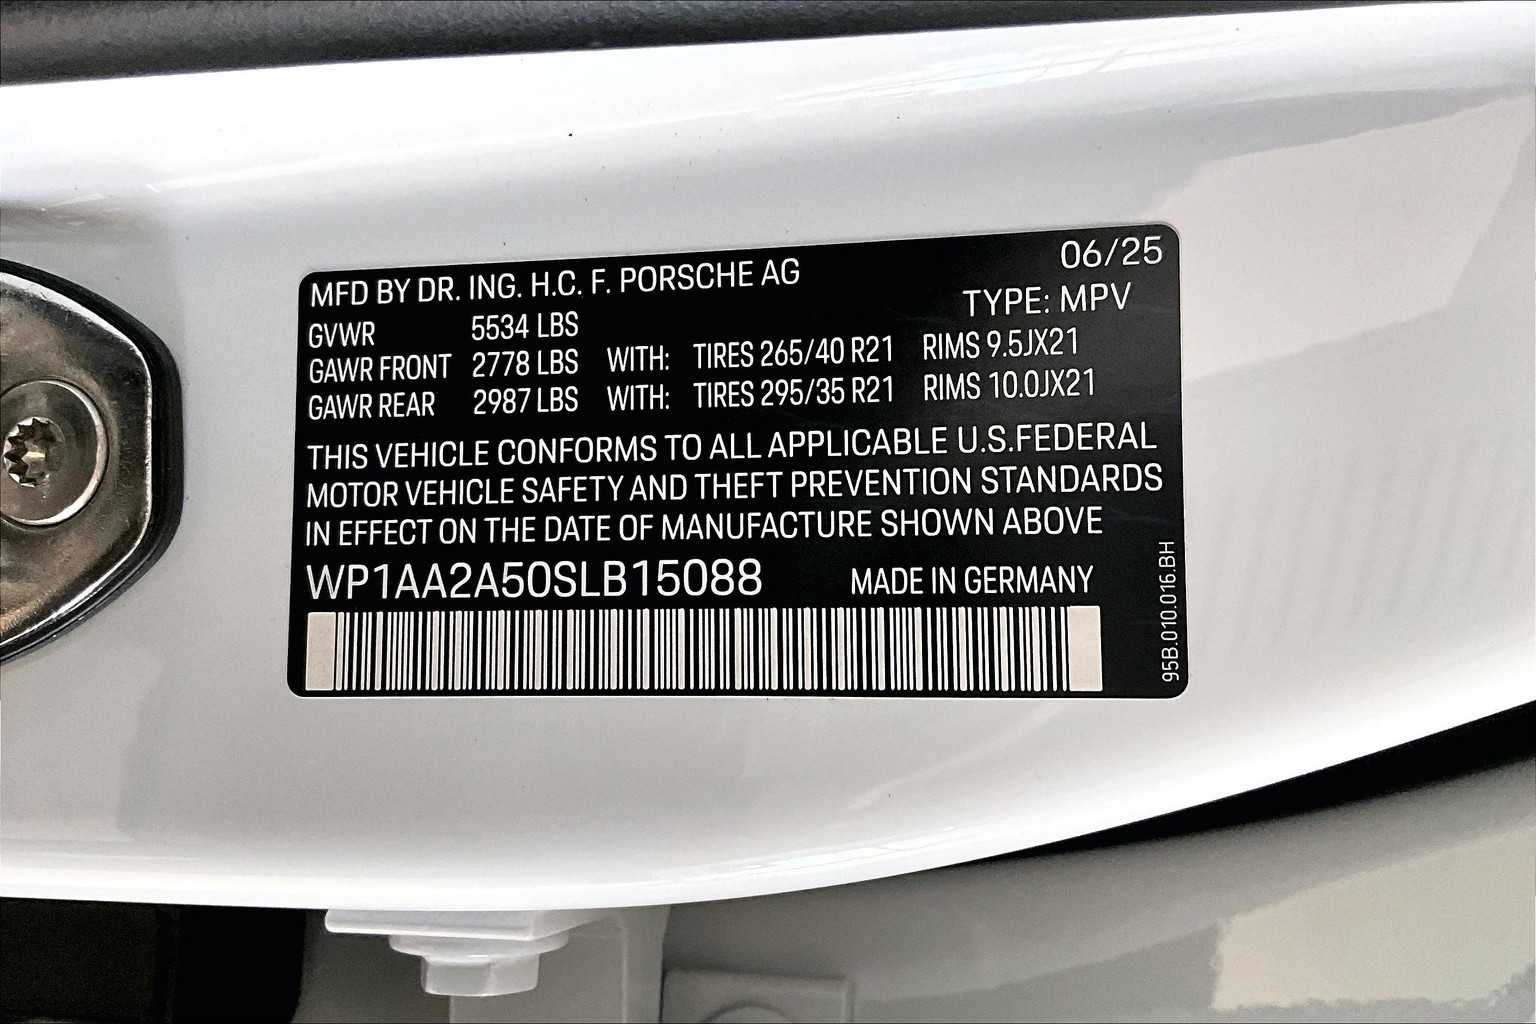 MFD BY DR. ING. H.C. F. PORSCHE AG 06/25
TYPE: MPV
GVWR 5534 LBS
GAWR FRONT 2778 LBS WITH: TIRES 265/40 R21 RIMS 9.5JX21
GAWR REAR 2987 LBS WITH: TIRES 295/35 R21 RIMS 10.0JX21
THIS VEHICLE CONFORMS TO ALL APPLICABLE U.S.FEDERAL
MOTOR VEHICLE SAFETY AND THEFT PREVENTION STANDARDS
IN EFFECT ON THE DATE OF MANUFACTURE SHOWN ABOVE
WP1AA2A50SLB15088 MADE IN GERMANY
95B.010.016.BH